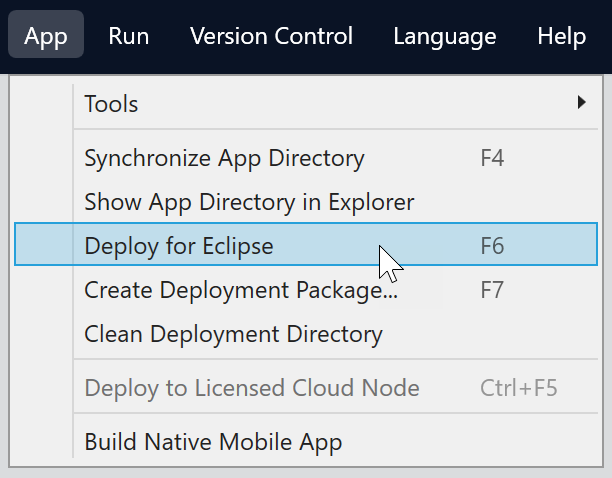 App Run Version Control Language Help
Tools
Synchronize App Directory F4
Show App Directory in Explorer
Deploy for Eclipse F6
Create Deployment Package... F7
Clean Deployment Directory
Deploy to Licensed Cloud Node Ctrl+F5
Build Native Mobile App